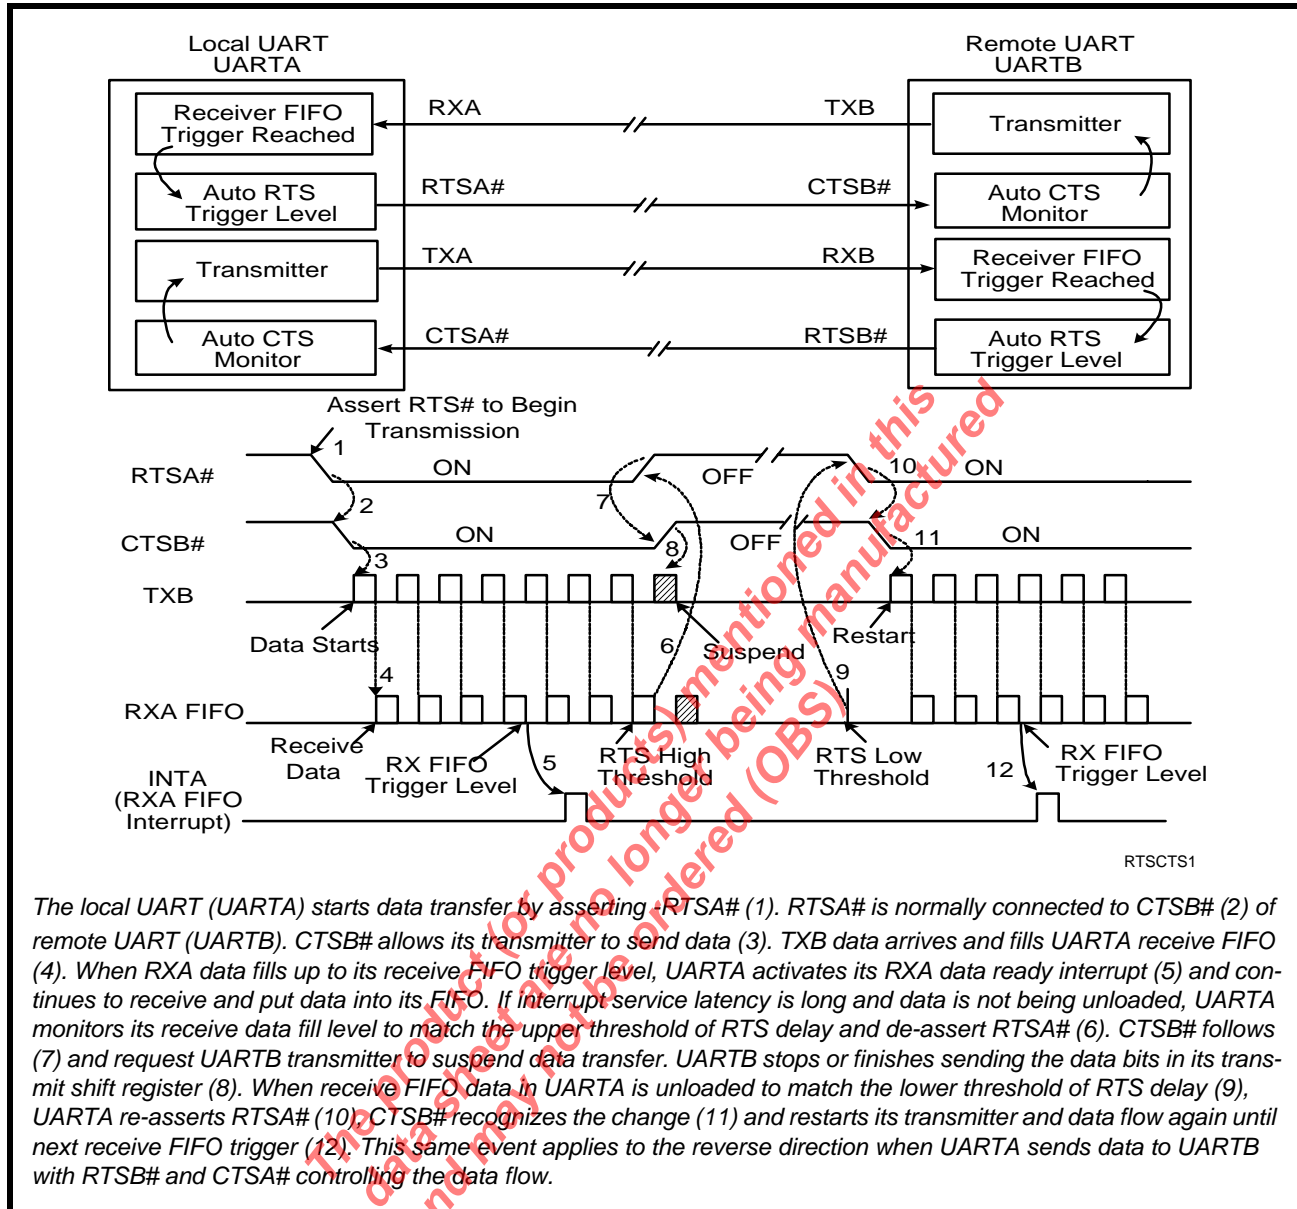 Local UART
UARTA
Remote UART
UARTB
Receiver FIFO
Trigger Reached
RXA
TXB
Transmitter
Auto RTS
Trigger Level
RTSA#
CTSB#
Auto CTS
Monitor
Transmitter
TXA
RXB
Receiver FIFO
Trigger Reached
Auto CTS
Monitor
CTSA#
RTSB#
Auto RTS
Trigger Level
Assert RTS# to Begin
Transmission
1
RTSA#
ON
OFF
10
ON
2
7
CTSB#
ON
8
OFF
11
ON
3
TXB
Data Starts
6
Suspend
Restart
4
9
RXA FIFO
Receive
Data
RX FIFO
Trigger Level
5
RTS High
Threshold
RTS Low
Threshold
12
RX FIFO
Trigger Level
INTA
(RXA FIFO
Interrupt)
RTSCTS1
The local UART (UARTA) starts data transfer by asserting -RTSA# (1). RTSA# is normally connected to CTSB# (2) of
remote UART (UARTB). CTSB# allows its transmitter to send data (3). TXB data arrives and fills UARTA receive FIFO
(4). When RXA data fills up to its receive FIFO trigger level, UARTA activates its RXA data ready interrupt (5) and con-
tinues to receive and put data into its FIFO. If interrupt service latency is long and data is not being unloaded, UARTA
monitors its receive data fill level to match the upper threshold of RTS delay and de-assert RTSA# (6). CTSB# follows
(7) and request UARTB transmitter to suspend data transfer. UARTB stops or finishes sending the data bits in its trans-
mit shift register (8). When receive FIFO data in UARTA is unloaded to match the lower threshold of RTS delay (9),
UARTA re-asserts RTSA# (10), CTSB# recognizes the change (11) and restarts its transmitter and data flow again until
next receive FIFO trigger (12). This same event applies to the reverse direction when UARTA sends data to UARTB
with RTSB# and CTSA# controlling the data flow.
The product (or products) mentioned in this
data sheet are no longer being manufactured
nd may not be ordered (OBS)